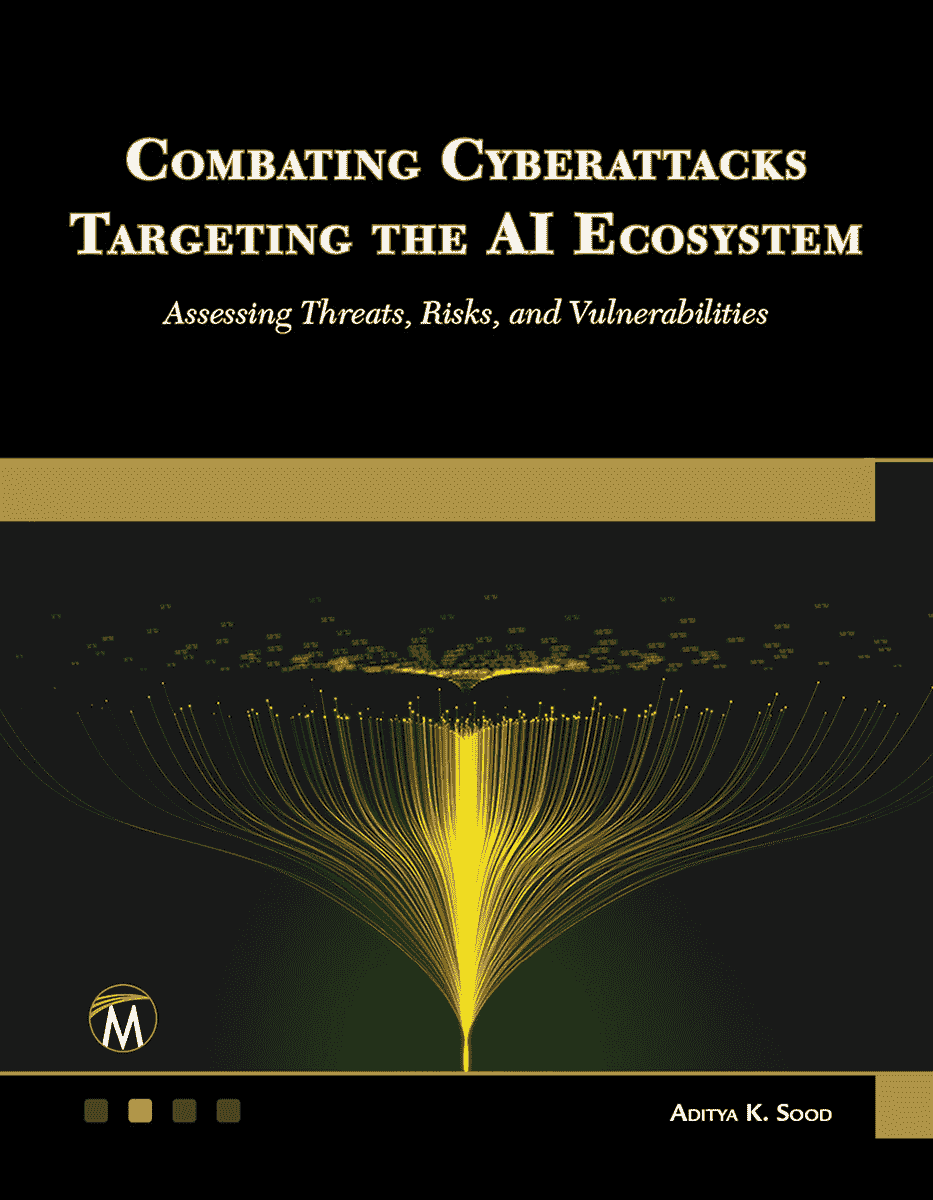 Combating Cyberattacks
Targeting the AI Ecosystem
Assessing Threats, Risks, and Vulnerabilities
M
Aditya K. Sood